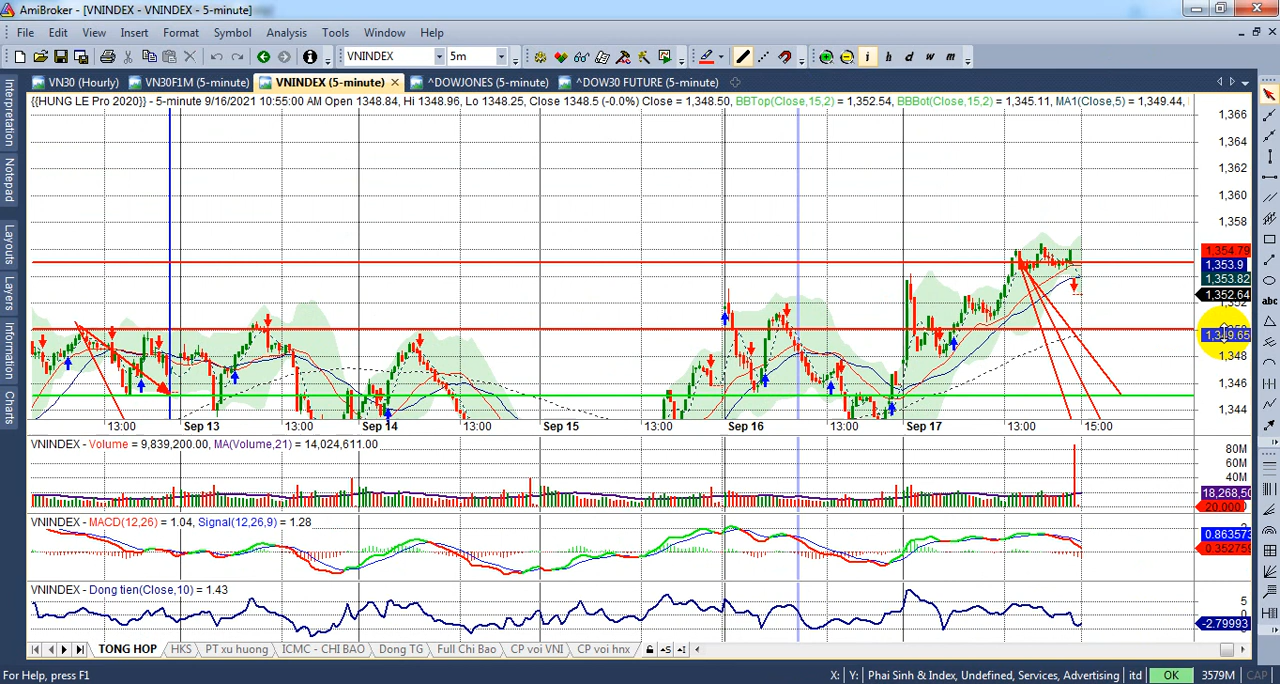 AmiBroker - [VNINDEX - VNINDEX - 5-minute]
File Edit View Insert Format Symbol Analysis Tools Window Help
VNINDEX 5m i h d w m
VN30 (Hourly) VN30F1M (5-minute) VNINDEX (5-minute) ^DOWJONES (5-minute) ^DOW30 FUTURE (5-minute)
Interpretation
Notepad
Layouts
Layers
Information
Charts
{{HUNG LE Pro 2020}} - 5-minute 9/16/2021 10:55:00 AM Open 1348.84, Hi 1348.96, Lo 1348.25, Close 1348.5 (-0.0%) Close = 1,348.50, BBTop(Close,15,2) = 1,352.54, BBBot(Close,15,2) = 1,345.11, MA1(Close,5) = 1,349.44,
1,366
1,364
1,362
1,360
1,358
1,354.79
1,353.9
1,353.82
1,352.64
1,349.65
1,348
1,346
1,344
abc
13:00 Sep 13 13:00 Sep 14 13:00 Sep 15 13:00 Sep 16 13:00 Sep 17 13:00 15:00
VNINDEX - Volume = 9,839,200.00, MA(Volume,21) = 14,024,611.00
80M
60M
40M
18,268,50
20,000
VNINDEX - MACD(12,26) = 1.04, Signal(12,26,9) = 1.28
0.863573
0.352759
VNINDEX - Dong tien(Close,10) = 1.43
5
0
-2.79993
TONG HOP HKS PT xu huong ICMC - CHI BAO Dong TG Full Chi Bao CP voi VNI CP voi hnx
For Help, press F1 X: Y: Phai Sinh & Index, Undefined, Services, Advertising itd OK 3579M CAP